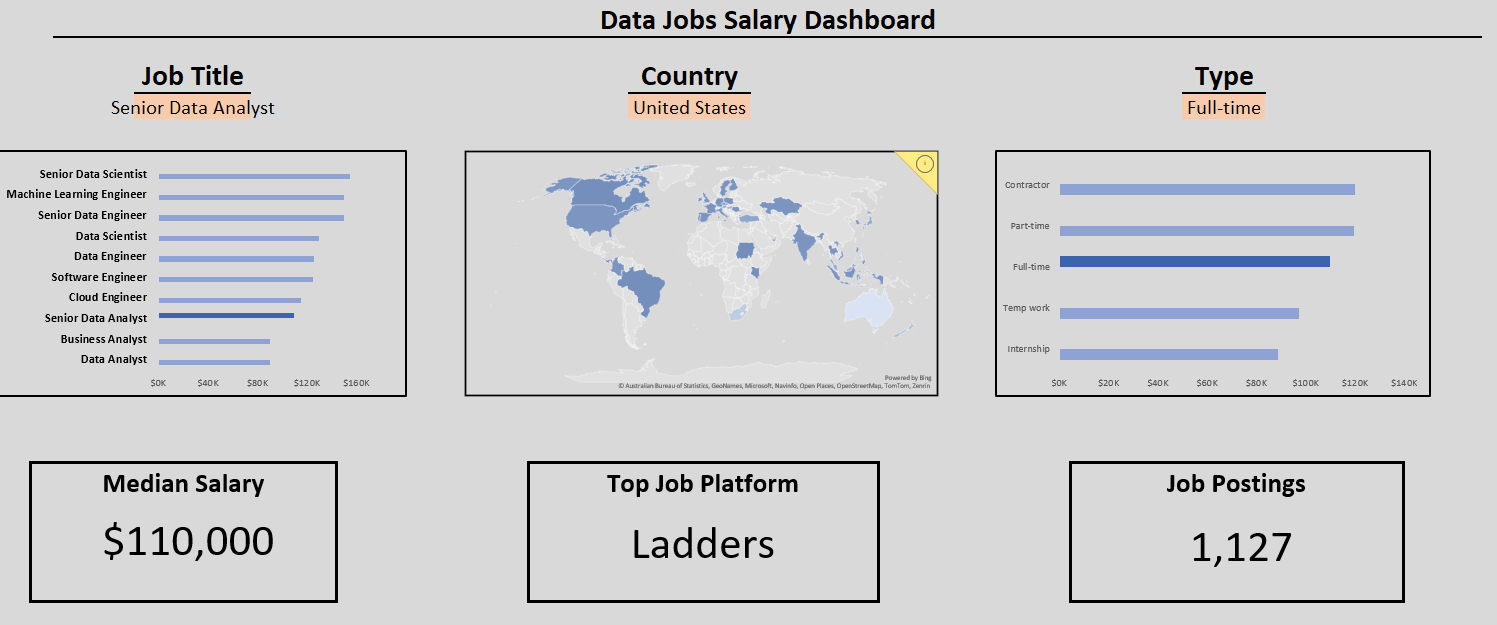 Data Jobs Salary Dashboard
Job Title
Senior Data Analyst
Country
United States
Type
Full-time
Senior Data Scientist
Machine Learning Engineer
Senior Data Engineer
Data Scientist
Data Engineer
Software Engineer
Cloud Engineer
Senior Data Analyst
Business Analyst
Data Analyst
$0K $40K $80K $120K $160K
Powered by Bing
© Australian Bureau of Statistics, GeoNames, Microsoft, Navinfo, Open Places, OpenStreetMap, TomTom, Zenrin
Contractor
Part-time
Full-time
Temp work
Internship
$0K $20K $40K $60K $80K $100K $120K $140K
Median Salary
$110,000
Top Job Platform
Ladders
Job Postings
1,127